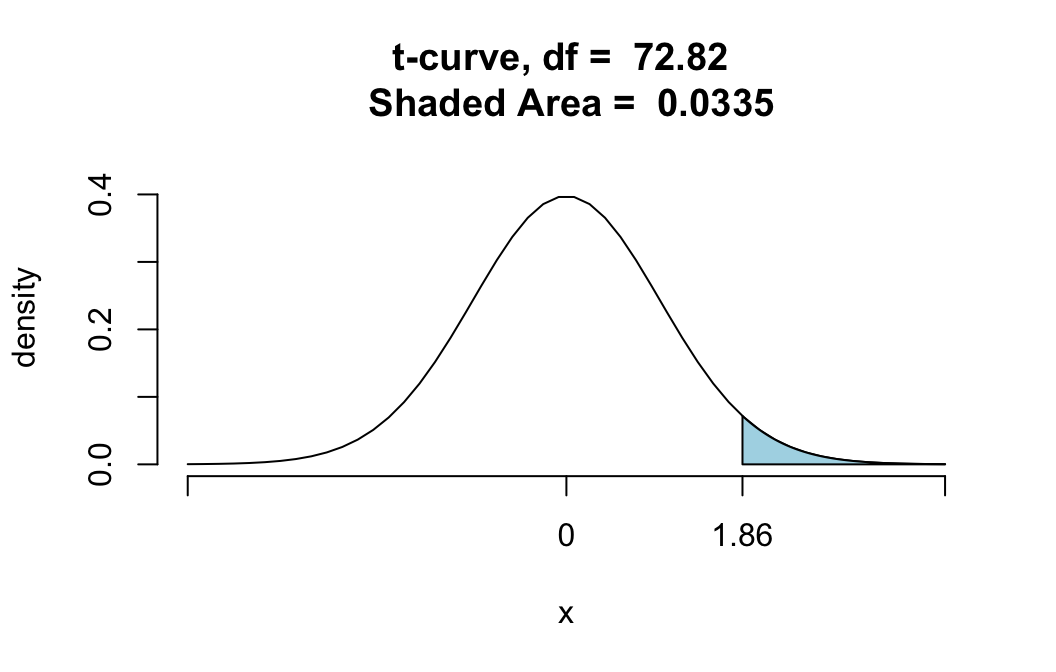 t-curve, df = 72.82
Shaded Area = 0.0335
density
0.4
0.2
0.0
0
1.86
x